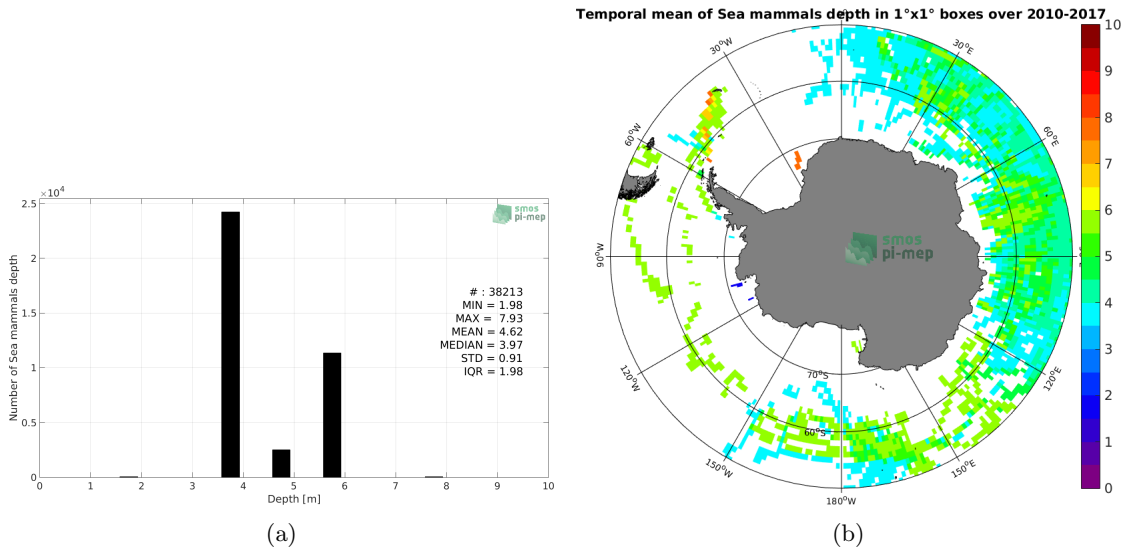 Temporal mean of Sea mammals depth in 1°x1° boxes over 2010-2017
×10⁴
2.5
2
1.5
1
0.5
0
Number of Sea mammals depth
smos
pi-mep
# : 38213
MIN = 1.98
MAX = 7.93
MEAN = 4.62
MEDIAN = 3.97
STD = 0.91
IQR = 1.98
0 1 2 3 4 5 6 7 8 9 10
Depth [m]
(a)
30°W
30°E
60°W
60°E
90°W
120°W
120°E
150°W
150°E
180°W
70°S
60°S
smos
pi-mep
10
9
8
7
6
5
4
3
2
1
0
(b)